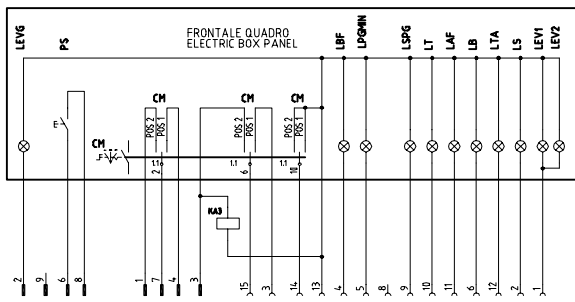 FRONTALE QUADRO
ELECTRIC BOX PANEL
LEVG
PS
LBF
LPGMIN
LSPG
LT
LAF
LB
LTA
LS
LEV1
LEV2
CM
CM
CM
CM
POS 2
POS 1
POS 2
POS 1
POS 2
POS 1
1.1
2
1.1
6
1.1
10
KA3
2
9
6
8
1
7
4
3
15
3
14
13
4
5
8
9
10
11
6
12
2
1